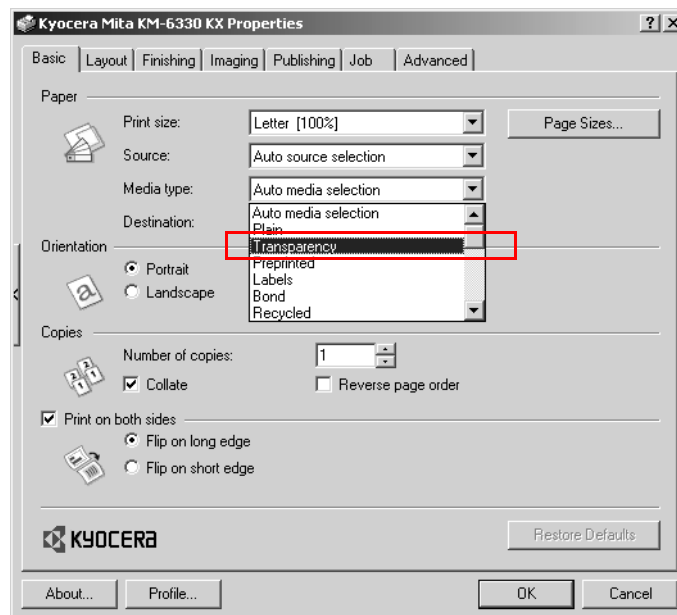 Kyocera Mita KM-6330 KX Properties
Basic Layout Finishing Imaging Publishing Job Advanced
Paper
Print size: Letter [100%] Page Sizes...
Source: Auto source selection
Media type: Auto media selection
Destination: Auto media selection
Plain
Transparency
Preprinted
Labels
Bond
Recycled
Orientation
Portrait
Landscape
Copies
Number of copies: 1
Collate Reverse page order
Print on both sides
Flip on long edge
Flip on short edge
KYOCERA Restore Defaults
About... Profile... OK Cancel